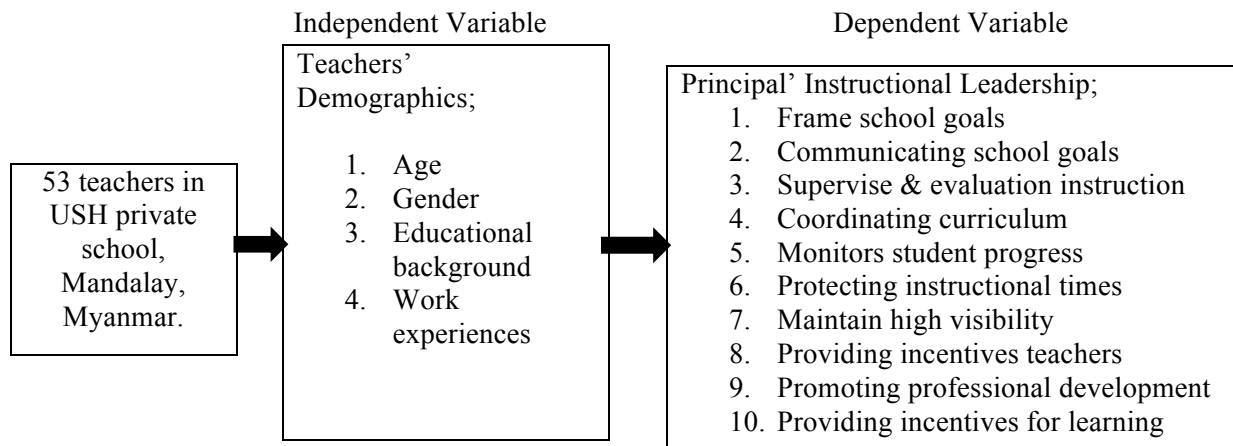 Independent Variable
Dependent Variable
53 teachers in
USH private
school,
Mandalay,
Myanmar.
Teachers’
Demographics;
1. Age
2. Gender
3. Educational
background
4. Work
experiences
Principal’ Instructional Leadership;
1. Frame school goals
2. Communicating school goals
3. Supervise & evaluation instruction
4. Coordinating curriculum
5. Monitors student progress
6. Protecting instructional times
7. Maintain high visibility
8. Providing incentives teachers
9. Promoting professional development
10. Providing incentives for learning